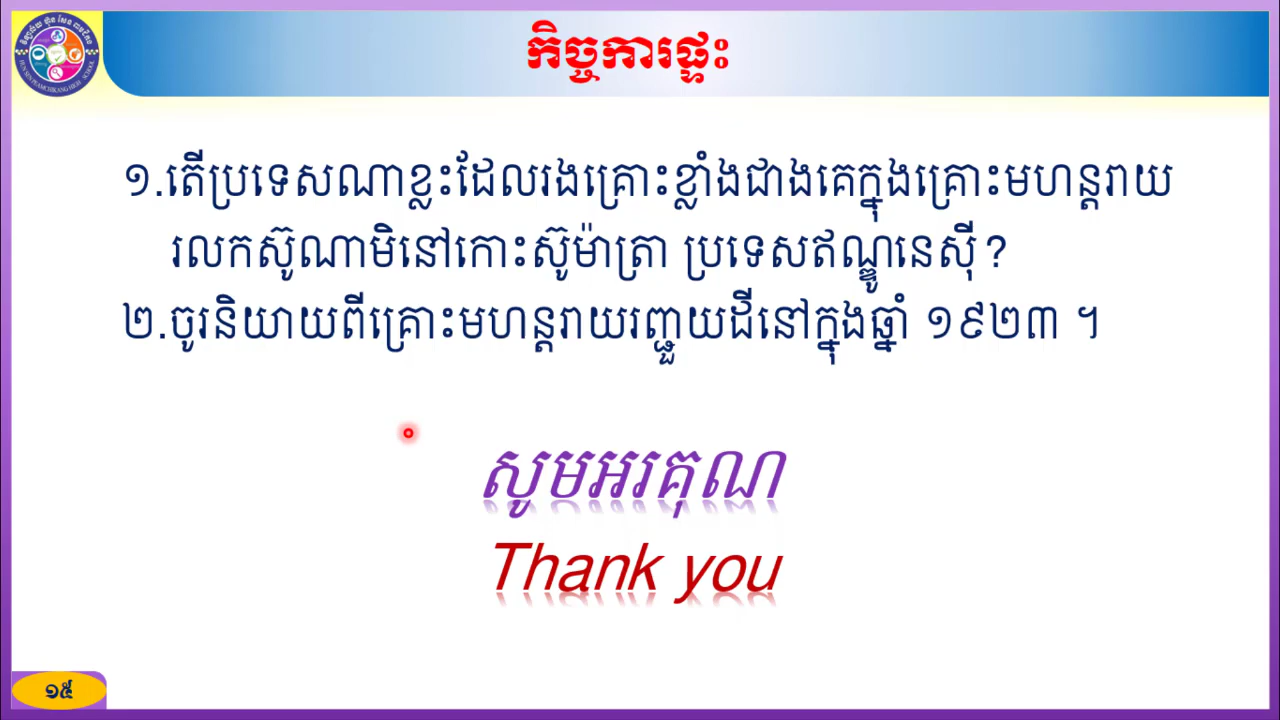 កិច្ចការផ្ទះ
១.តើប្រទេសណាខ្លះដែលរងគ្រោះខ្លាំងជាងគេក្នុងគ្រោះមហន្តរាយ
រលកស៊ូណាមិនៅកោះស៊ូម៉ាត្រា ប្រទេសឥណ្ឌូនេស៊ី?
២.ចូរនិយាយពីគ្រោះមហន្តរាយរញ្ជួយដីនៅក្នុងឆ្នាំ ១៩២៣ ។
សូមអរគុណ
Thank you
១៥